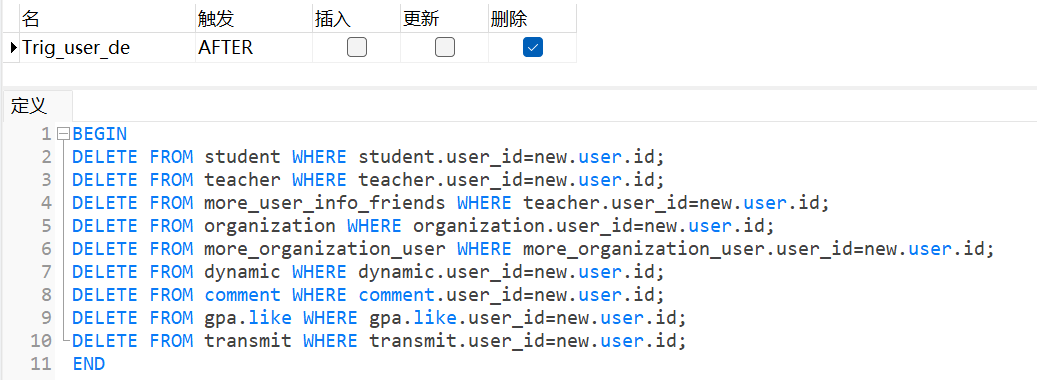 名 触发 插入 更新 删除
Trig_user_de AFTER
定义
1 BEGIN
2 DELETE FROM student WHERE student.user_id=new.user.id;
3 DELETE FROM teacher WHERE teacher.user_id=new.user.id;
4 DELETE FROM more_user_info_friends WHERE teacher.user_id=new.user.id;
5 DELETE FROM organization WHERE organization.user_id=new.user.id;
6 DELETE FROM more_organization_user WHERE more_organization_user.user_id=new.user.id;
7 DELETE FROM dynamic WHERE dynamic.user_id=new.user.id;
8 DELETE FROM comment WHERE comment.user_id=new.user.id;
9 DELETE FROM gpa.like WHERE gpa.like.user_id=new.user.id;
10 DELETE FROM transmit WHERE transmit.user_id=new.user.id;
11 END